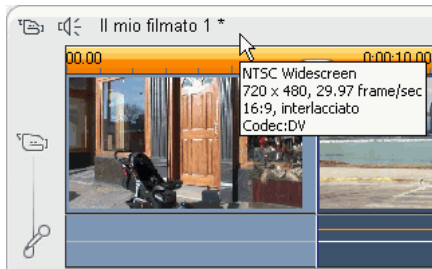 Il mio filmato 1 *
00.00
0:00:10.00
NTSC Widescreen
720 x 480, 29.97 frame/sec
16:9, interlacciato
Codec:DV